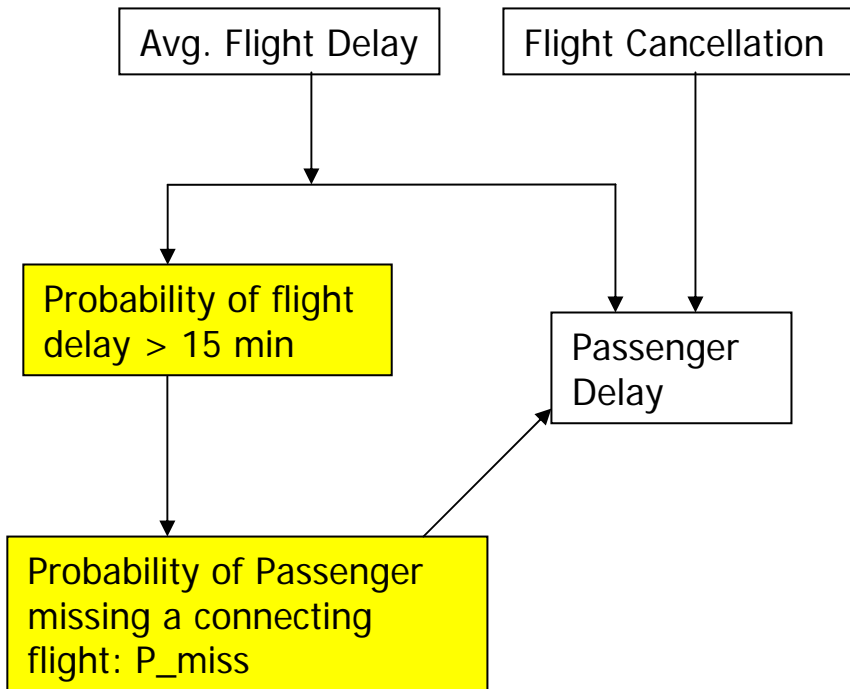 Avg. Flight Delay
Flight Cancellation
Probability of flight
delay > 15 min
Passenger
Delay
Probability of Passenger
missing a connecting
flight: P_miss